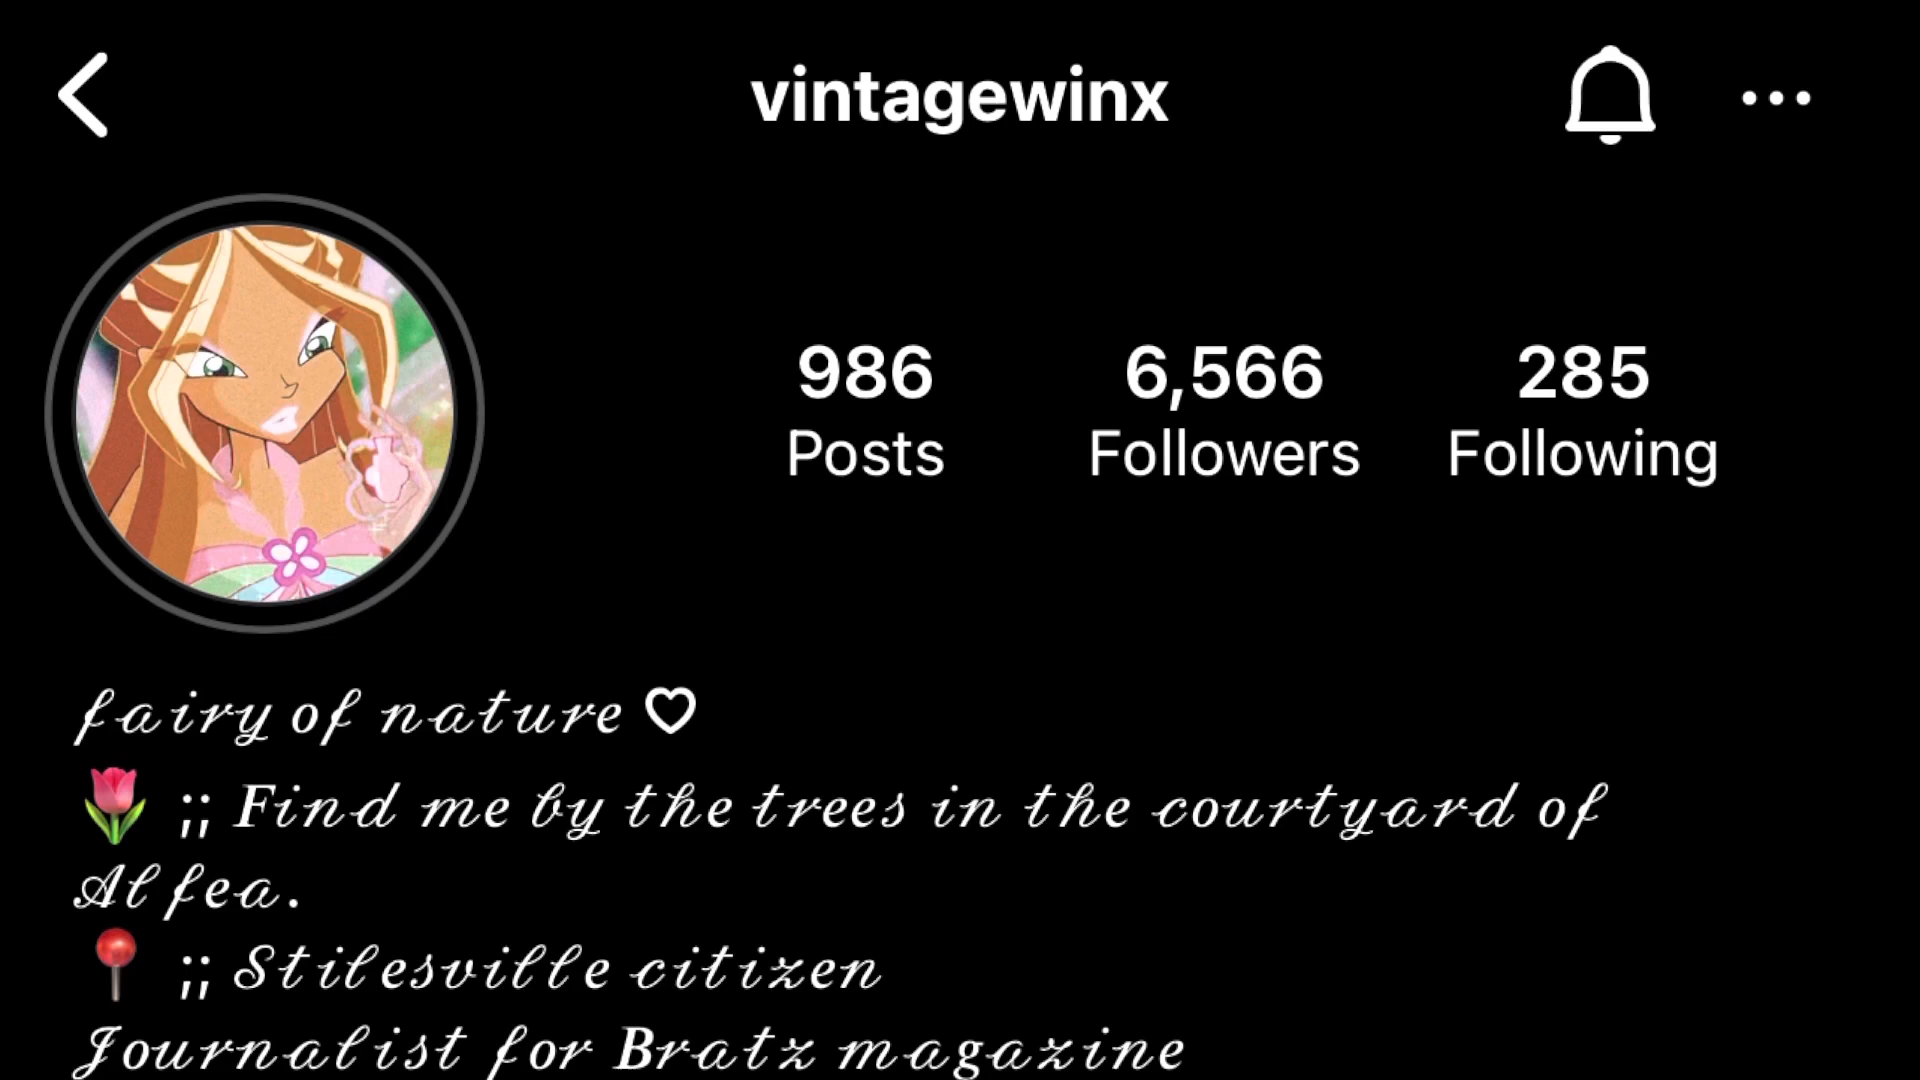 vintagewinx
986 6,566 285
Posts Followers Following
fairy of nature ♡
🌷 ;; Find me by the trees in the courtyard of
Alfea.
📍 ;; Stilesville citizen
Journalist for Bratz magazine